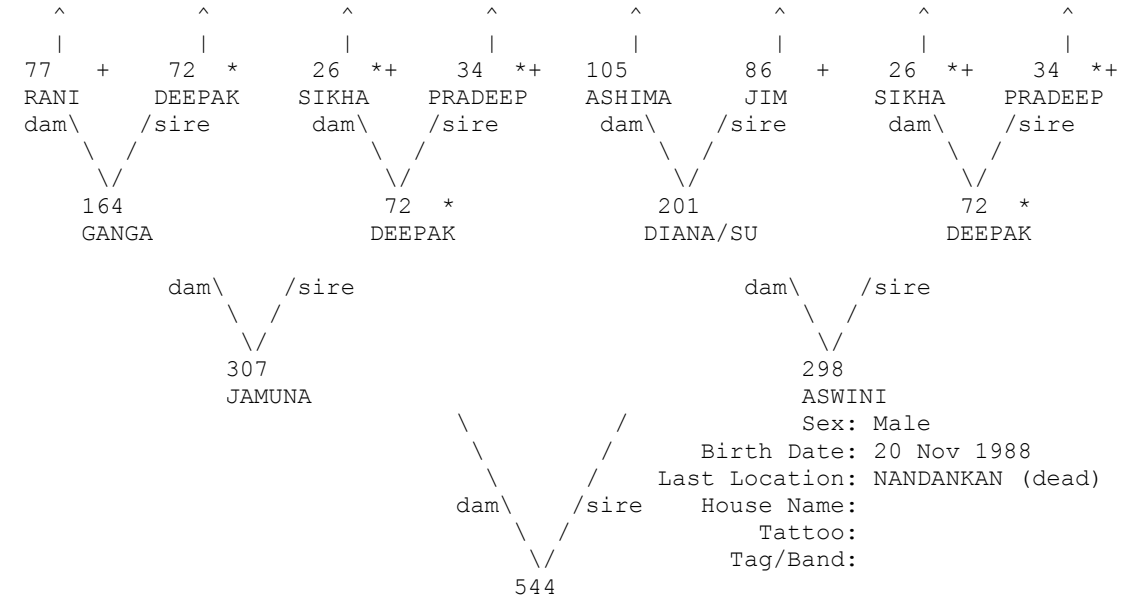 ^ ^ ^ ^ ^ ^ ^ ^
| | | | | | | |
77 + 72 * 26 *+ 34 *+ 105 86 + 26 *+ 34 *+
RANI DEEPAK SIKHA PRADEEP ASHIMA JIM SIKHA PRADEEP
dam\ /sire dam\ /sire dam\ /sire dam\ /sire
\ / \ / \ / \ /
\/ \/ \/ \/
164 72 * 201 72 *
GANGA DEEPAK DIANA/SU DEEPAK
dam\ /sire dam\ /sire
\ / \ /
\/ \/
307 298
JAMUNA ASWINI
\ / Sex: Male
\ / Birth Date: 20 Nov 1988
\ / Last Location: NANDANKAN (dead)
dam\ /sire House Name:
\ / Tattoo:
\/ Tag/Band:
544